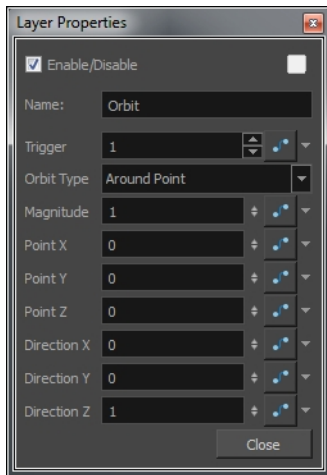 Layer Properties
Enable/Disable
Name: Orbit
Trigger 1
Orbit Type Around Point
Magnitude 1
Point X 0
Point Y 0
Point Z 0
Direction X 0
Direction Y 0
Direction Z 1
Close